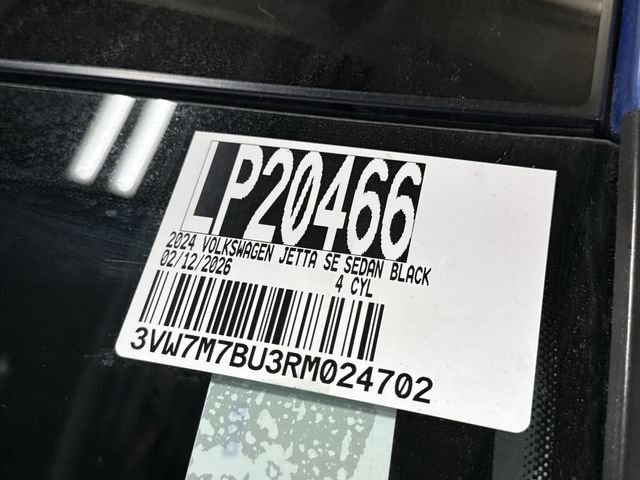 LP20466
2024 VOLKSWAGEN JETTA SE SEDAN BLACK
02/12/2026 4 CYL
3VW7M7BU3RM024702